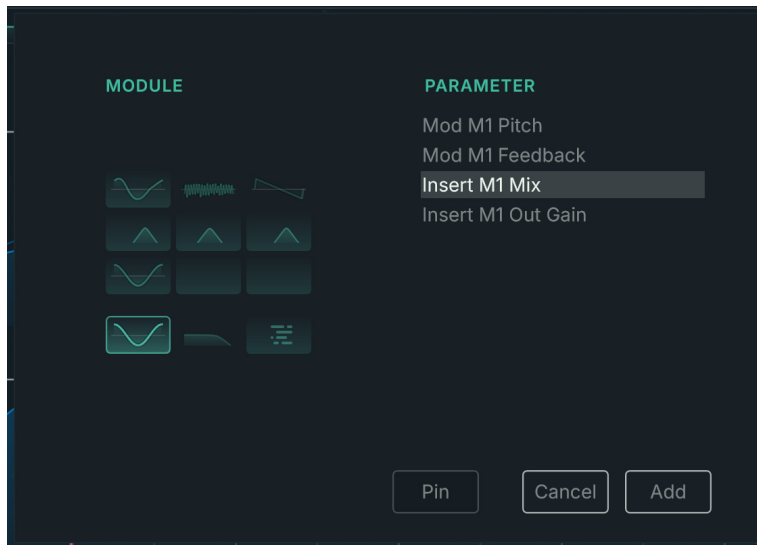 MODULE
PARAMETER
Mod M1 Pitch
Mod M1 Feedback
Insert M1 Mix
Insert M1 Out Gain
Pin
Cancel
Add